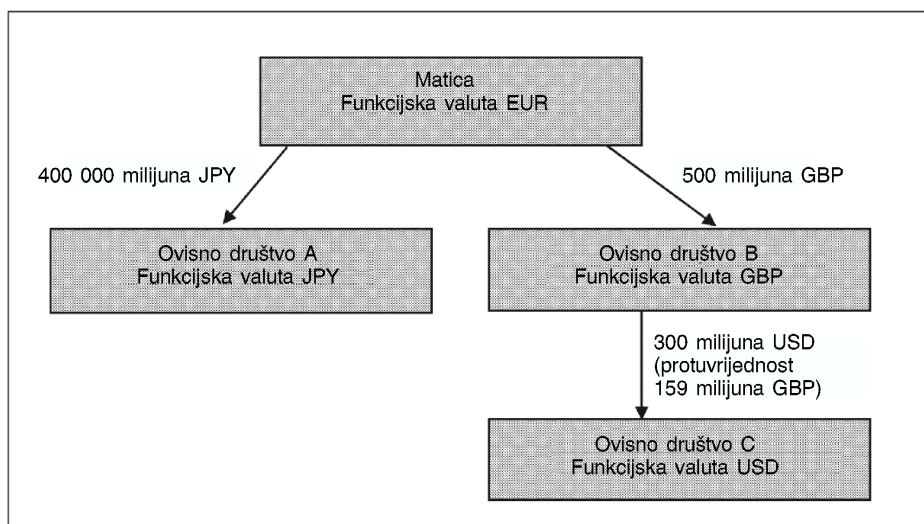 Matica
Funkcijska valuta EUR
400 000 milijuna JPY
500 milijuna GBP
Ovisno društvo A
Funkcijska valuta JPY
Ovisno društvo B
Funkcijska valuta GBP
300 milijuna USD
(protuvrijednost
159 milijuna GBP)
Ovisno društvo C
Funkcijska valuta USD